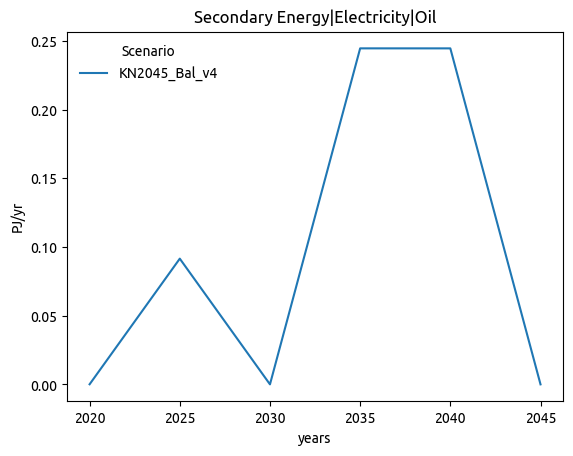 Secondary Energy|Electricity|Oil
Scenario
KN2045_Bal_v4
PJ/yr
0.25
0.20
0.15
0.10
0.05
0.00
2020 2025 2030 2035 2040 2045
years